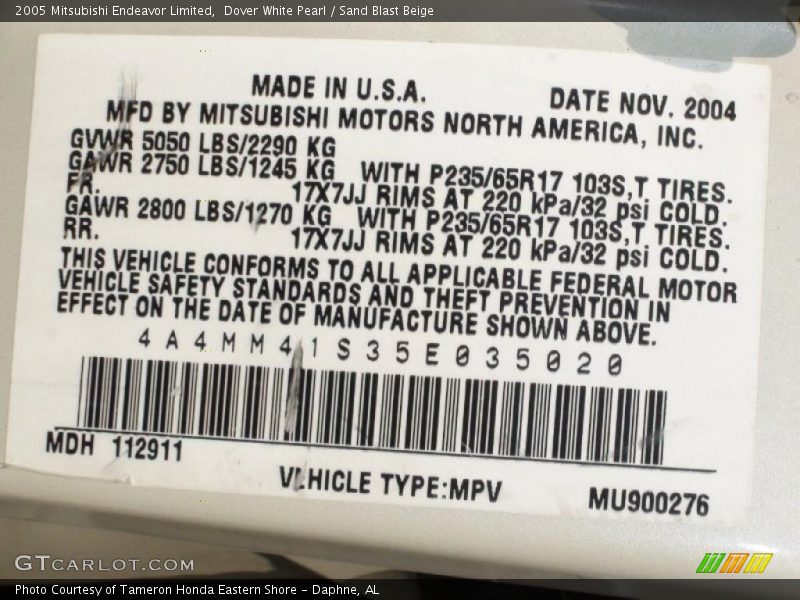 2005 Mitsubishi Endeavor Limited,  Dover White Pearl / Sand Blast Beige
MADE IN U.S.A. DATE NOV. 2004
MFD BY MITSUBISHI MOTORS NORTH AMERICA, INC.
GVWR 5050 LBS/2290 KG
GAWR 2750 LBS/1245 KG WITH P235/65R17 103S,T TIRES.
FR. 17X7JJ RIMS AT 220 kPa/32 psi COLD.
GAWR 2800 LBS/1270 KG WITH P235/65R17 103S,T TIRES.
RR. 17X7JJ RIMS AT 220 kPa/32 psi COLD.
THIS VEHICLE CONFORMS TO ALL APPLICABLE FEDERAL MOTOR
VEHICLE SAFETY STANDARDS AND THEFT PREVENTION IN
EFFECT ON THE DATE OF MANUFACTURE SHOWN ABOVE.
4A4MM41S35E035020
MDH 112911
VEHICLE TYPE:MPV MU900276
GTCARLOT.COM
Photo Courtesy of Tameron Honda Eastern Shore - Daphne, AL